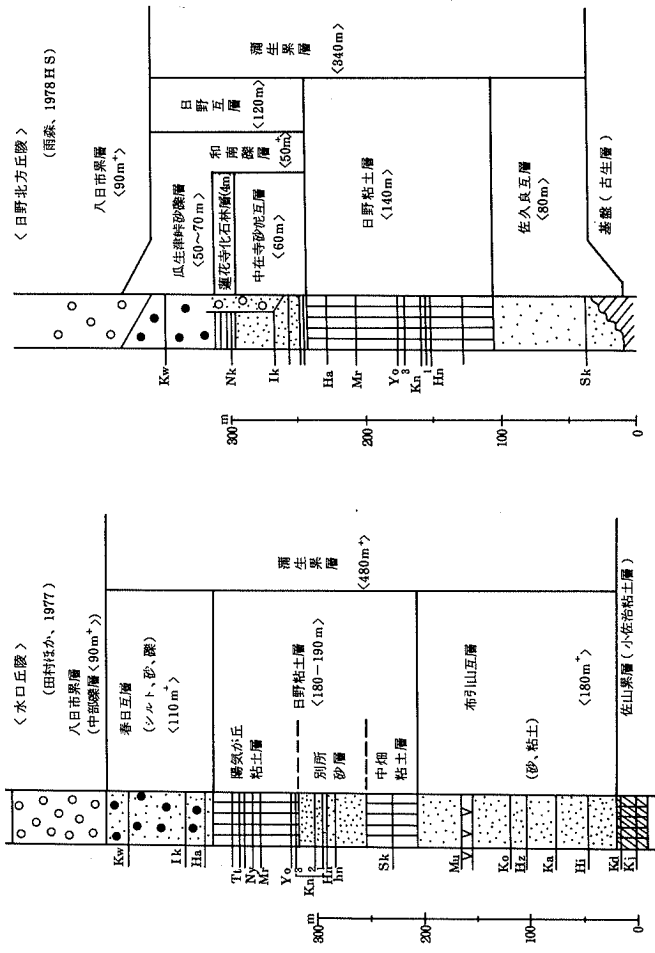 <日野北方丘陵>
(雨森、1978HS)
八日市累層
<90m⁺>
蒲生累層
<340m>
日野互層
<120m>
和南礫層
<50m⁺>
瓜生津峠砂礫層
<50〜70m>
蓮花寺化石林層(4m)
中在寺砂泥互層
<60m>
日野粘土層
<140m>
佐久良互層
<80m>
基盤(古生層)
Kw
Nk
Ik
Ha
Mr
Yo
3
Kn
1
Hn
Sk
300m
200
100
0
<水口丘陵>
(田村ほか、1977)
八日市累層
(中部礫層<90m⁺>)
蒲生累層
<480m⁺>
春日互層
(シルト、砂、礫)
<110m⁺>
日野粘土層
<180-190m>
陽気が丘
粘土層
別所
砂層
中畑
粘土層
布引山互層
(砂、粘土)
<180m⁺>
佐山累層(小佐治粘土層)
Kw
Ik
Ha
Tt
Ny
Mr
Yo
3
Kn 2
1
Hn
hn
Sk
Mu
Ko
Hz
Ka
Hi
Kd
Kj
300m
200
100
0